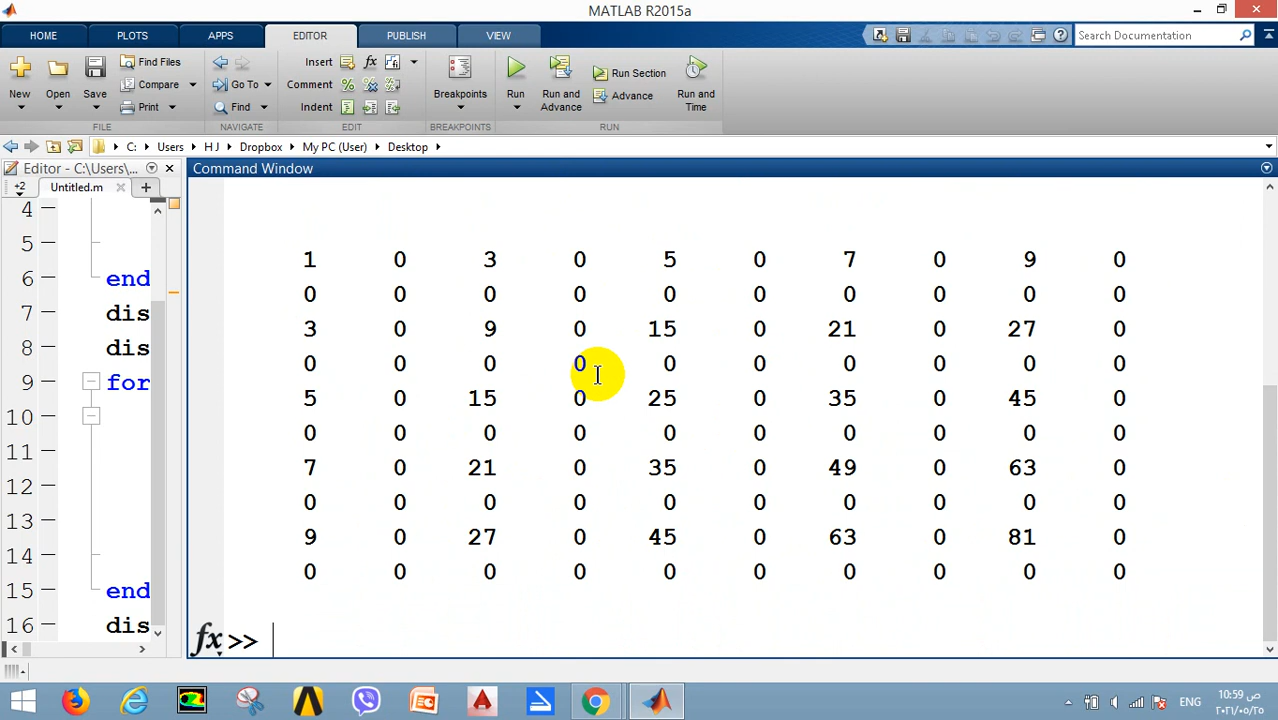 MATLAB R2015a
HOME PLOTS APPS EDITOR PUBLISH VIEW Search Documentation
New Open Save Find Files Compare Print
Go To Find
Insert fx
Comment
Indent
Breakpoints
Run Run and Advance Run Section Advance Run and Time
FILE NAVIGATE EDIT BREAKPOINTS RUN
C: Users H J Dropbox My PC (User) Desktop
Editor - C:\Users\...
+2 Untitled.m
4
5
6 end
7 dis
8 dis
9 for
10
11
12
13
14
15 end
16 dis
Command Window
1 0 3 0 5 0 7 0 9 0
0 0 0 0 0 0 0 0 0 0
3 0 9 0 15 0 21 0 27 0
0 0 0 0 0 0 0 0 0 0
5 0 15 0 25 0 35 0 45 0
0 0 0 0 0 0 0 0 0 0
7 0 21 0 35 0 49 0 63 0
0 0 0 0 0 0 0 0 0 0
9 0 27 0 45 0 63 0 81 0
0 0 0 0 0 0 0 0 0 0
fx >>
ENG
10:59 ص
٢٠٢١/٠٥/٢٥